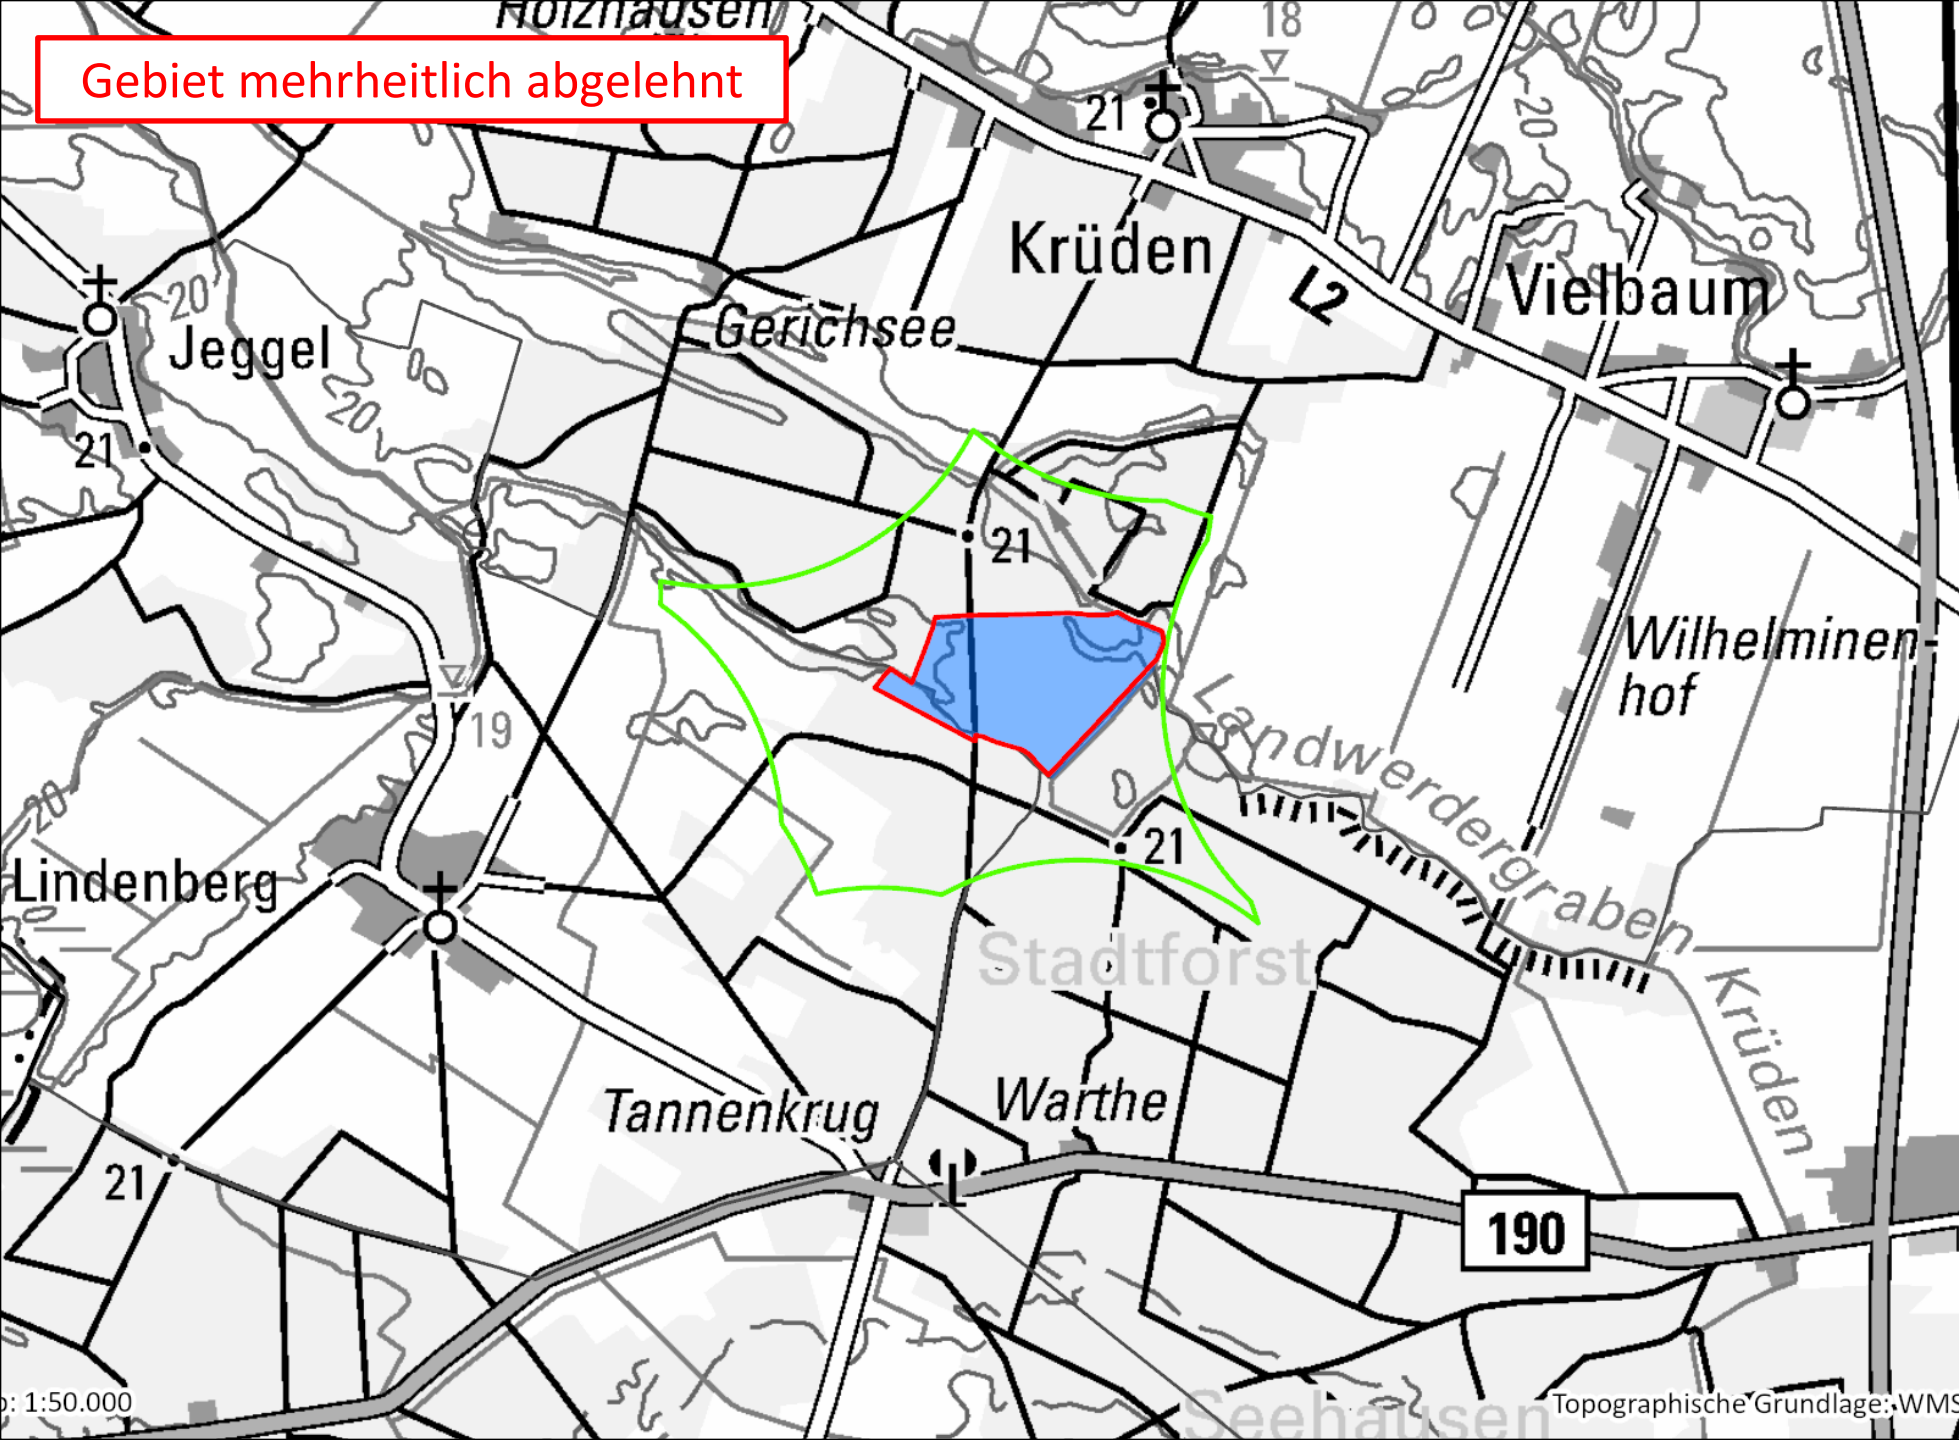 Holzhausen
18
Gebiet mehrheitlich abgelehnt
21
20
Krüden
L2
Vielbaum
20
Jeggel
Gerichsee
20
21
21
Wilhelminen-
hof
19
Landwerdergraben
20
21
Lindenberg
Stadtforst
Krüden
Tannenkrug
Warthe
21
190
: 1:50.000
Seehausen
Topographische Grundlage: WMS